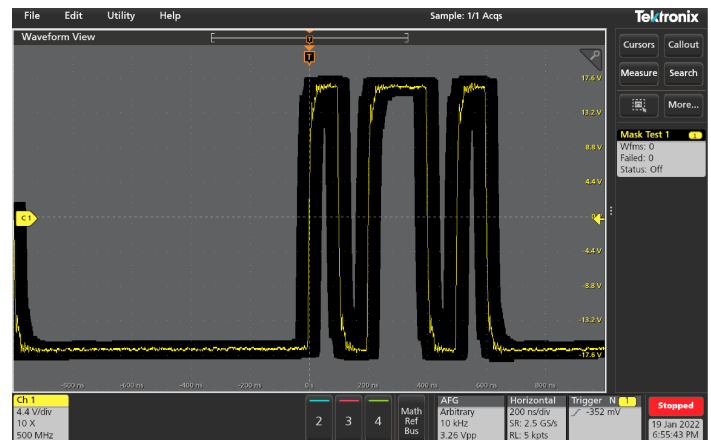 File Edit Utility Help Sample: 1/1 Acqs Tektronix
Waveform View
Cursors Callout
Measure Search
More...
Mask Test 1 1
Wfms: 0
Failed: 0
Status: Off
T
T
17.6 V
13.2 V
8.8 V
4.4 V
C 1
-4.4 V
-8.8 V
-13.2 V
-17.6 V
-800 ns -600 ns -400 ns -200 ns 0 s 200 ns 400 ns 600 ns 800 ns
Ch 1
4.4 V/div
10 X
500 MHz
2 3 4
Math
Ref
Bus
AFG
Arbitrary
10 kHz
3.26 Vpp
Horizontal
200 ns/div
SR: 2.5 GS/s
RL: 5 kpts
Trigger N 1
-352 mV
Stopped
19 Jan 2022
6:55:43 PM